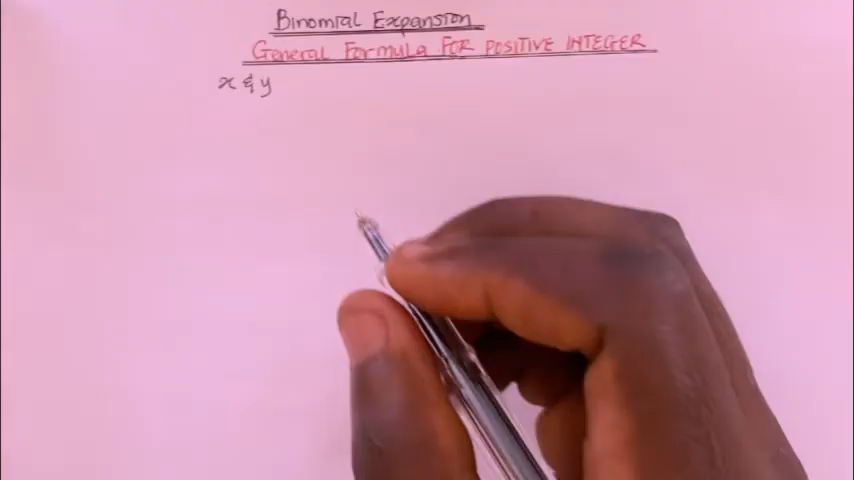 Binomial Expansion
General Formula FOR POSITIVE INTEGER
x & y